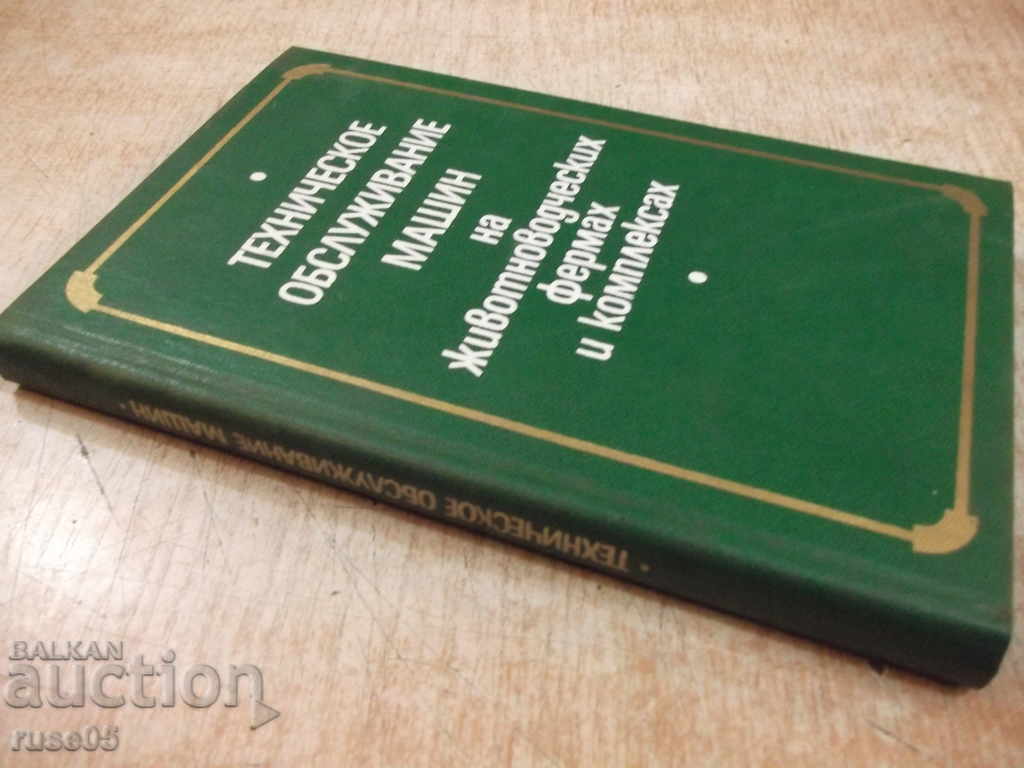 ТЕХНИЧЕСКОЕ
ОБСЛУЖИВАНИЕ
МАШИН
на
животноводческих
фермах
и комплексах
• ТЕХНИЧЕСКОЕ ОБСЛУЖИВАНИЕ МАШИН •
BALKAN
auction
ruse05